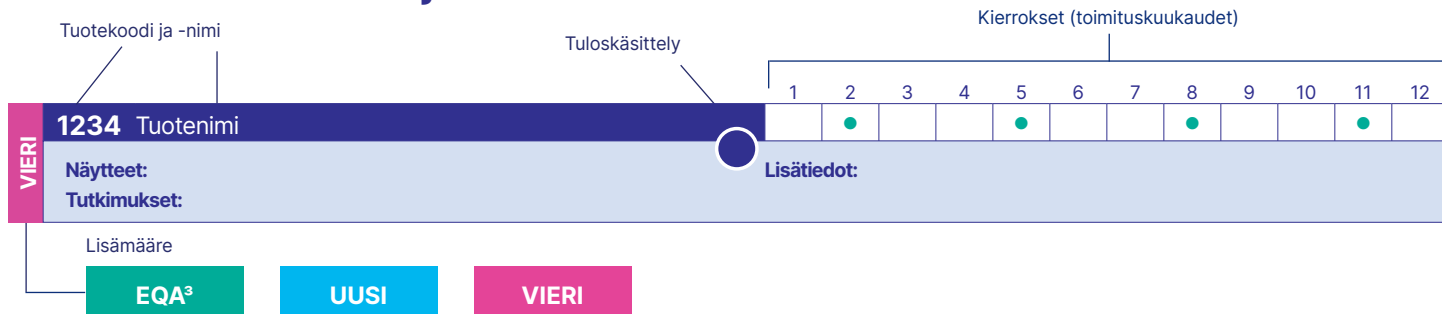 Kierrokset (toimituskuukaudet)
Tuotekoodi ja -nimi
Tuloskäsittely
1 2 3 4 5 6 7 8 9 10 11 12
VIERI
1234 Tuotenimi
Näytteet:
Lisätiedot:
Tutkimukset:
Lisämääre
EQA³ UUSI VIERI